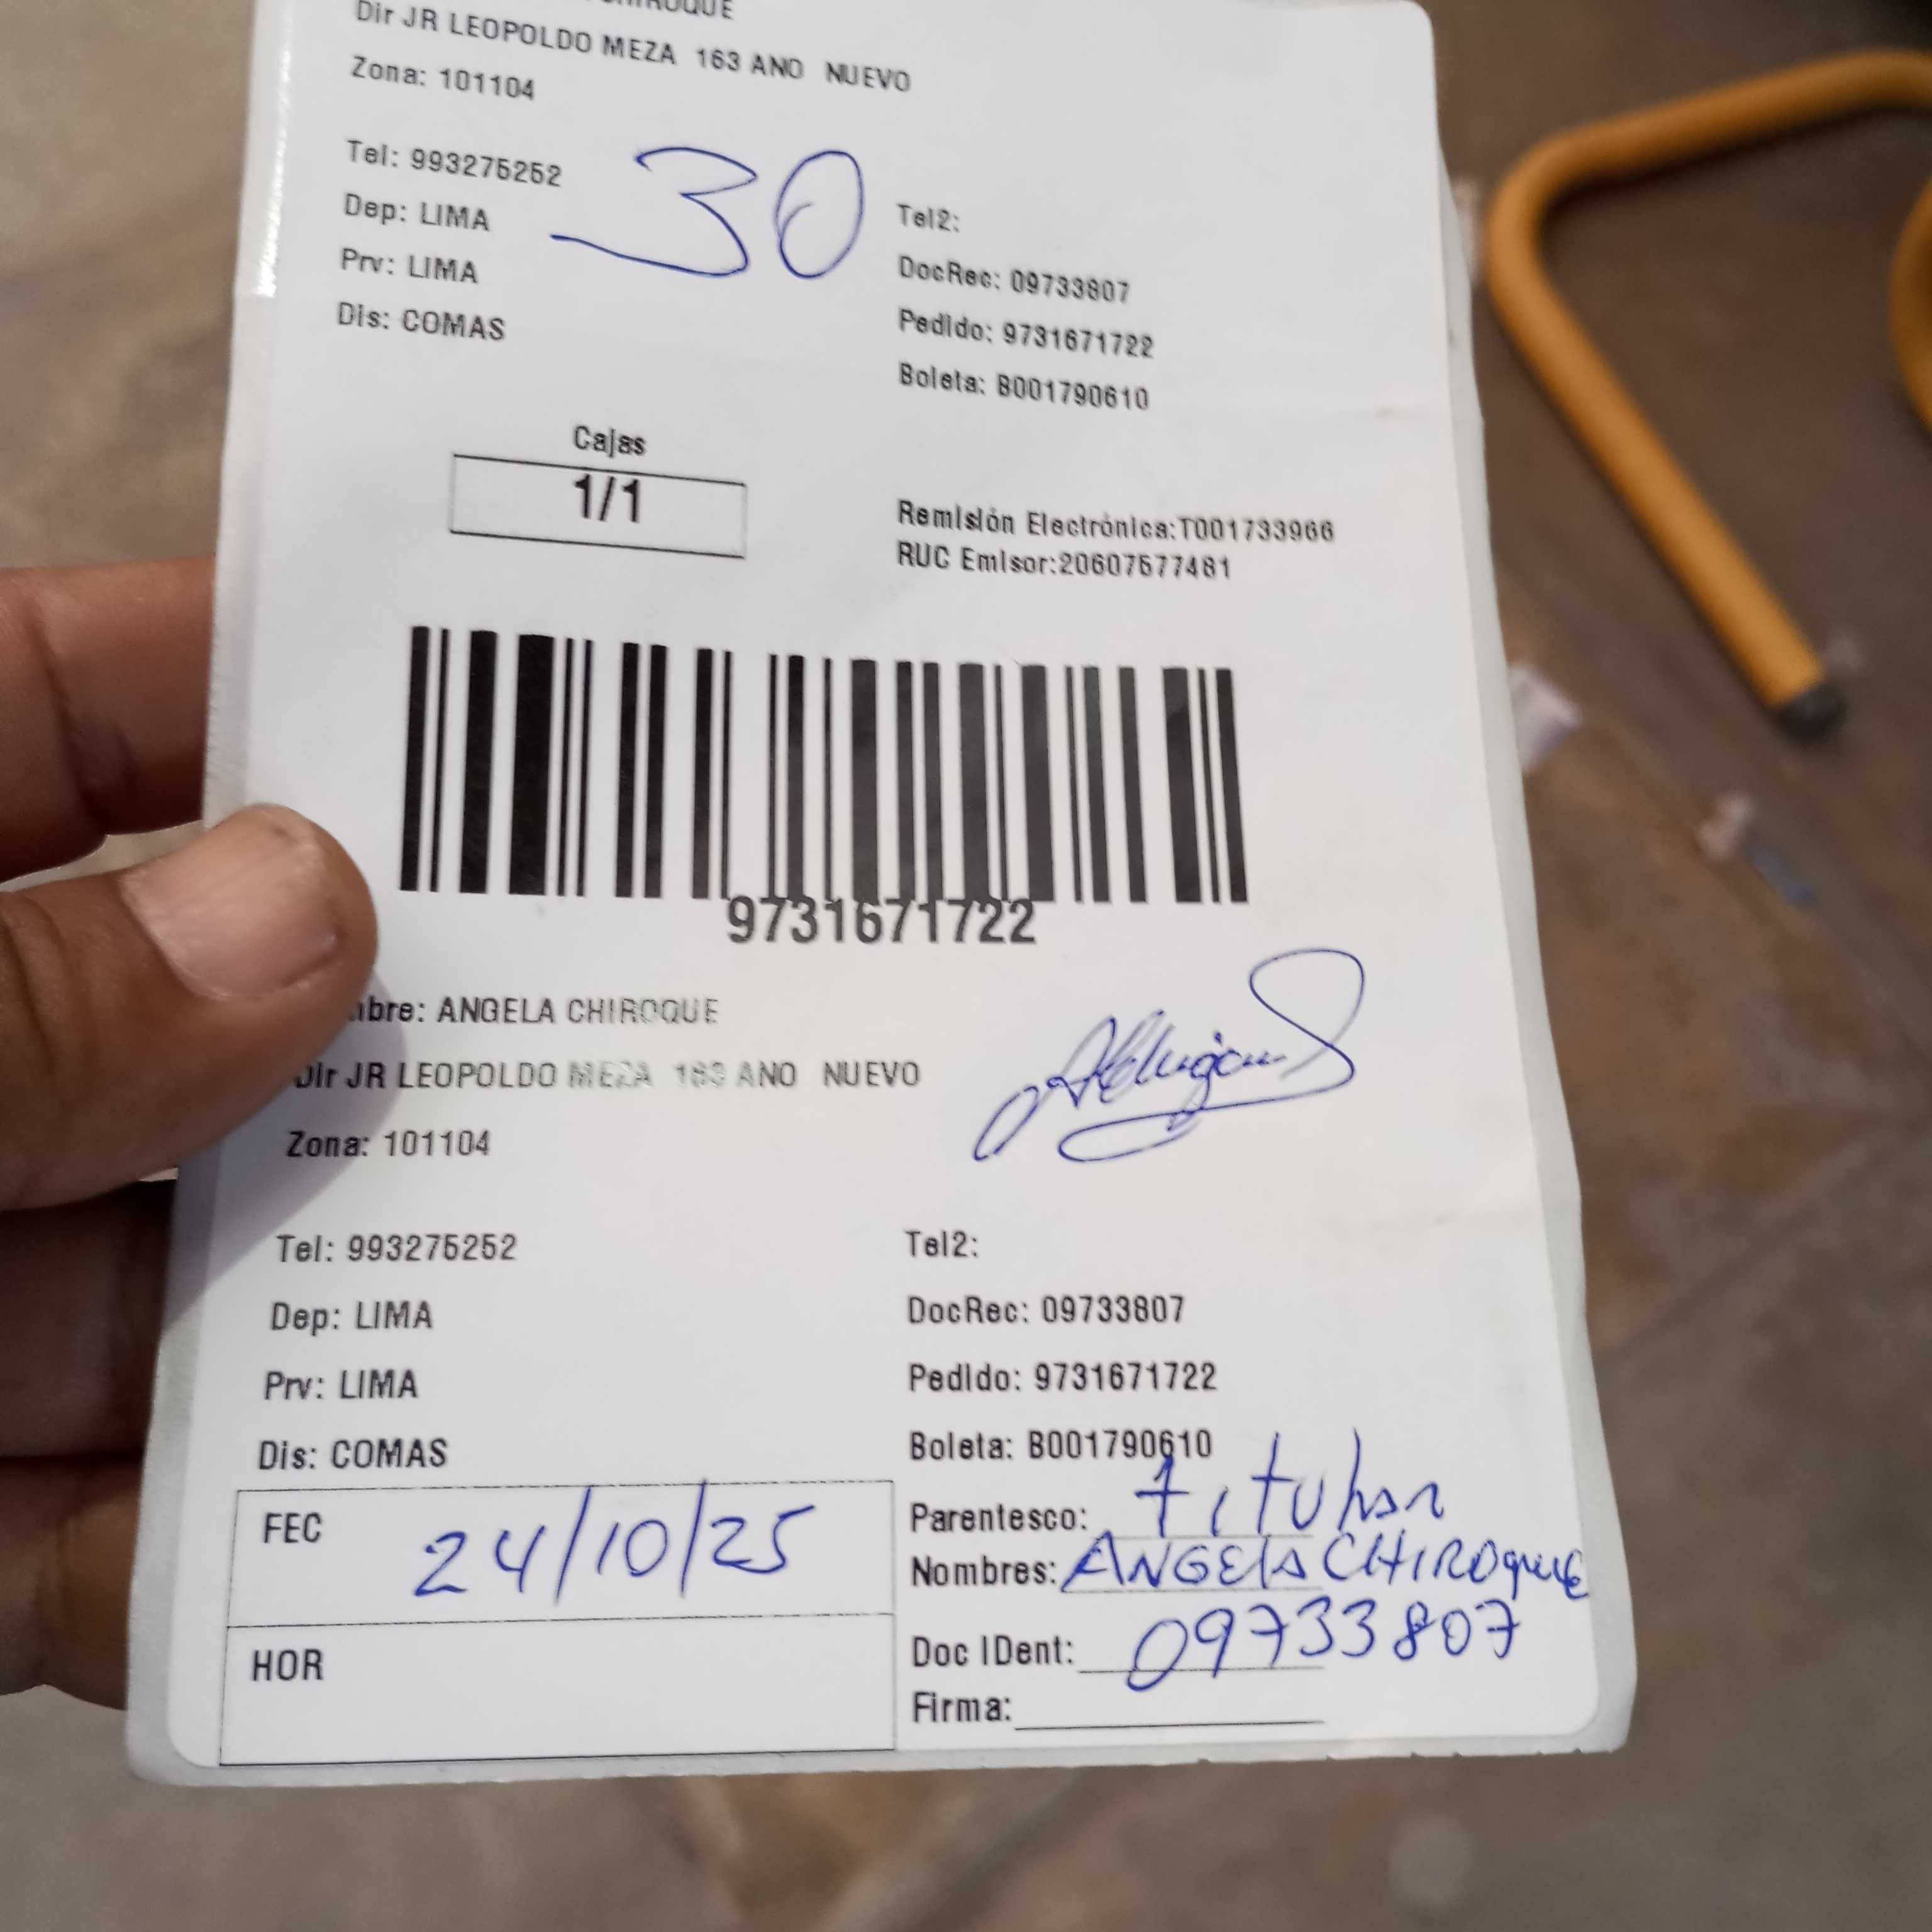 CHIROQUE
Dir JR LEOPOLDO MEZA 163 ANO NUEVO
Zona: 101104
Tel: 993275252
30
Dep: LIMA
Tel2:
Prv: LIMA
DocRec: 09733807
Dis: COMAS
Pedido: 9731671722
Boleta: B001790610
Cajas
1/1
Remisión Electrónica:T001733966
RUC Emisor:20607577481
9731671722
bre: ANGELA CHIROQUE
Dir JR LEOPOLDO MEZA 163 ANO NUEVO
Zona: 101104
Tel: 993275252
Tel2:
Dep: LIMA
DocRec: 09733807
Prv: LIMA
Pedido: 9731671722
Dis: COMAS
Boleta: B001790610
FEC 24/10/25
Parentesco: titular
Nombres: ANGELA CHIROQUE
HOR
Doc IDent: 09733807
Firma: